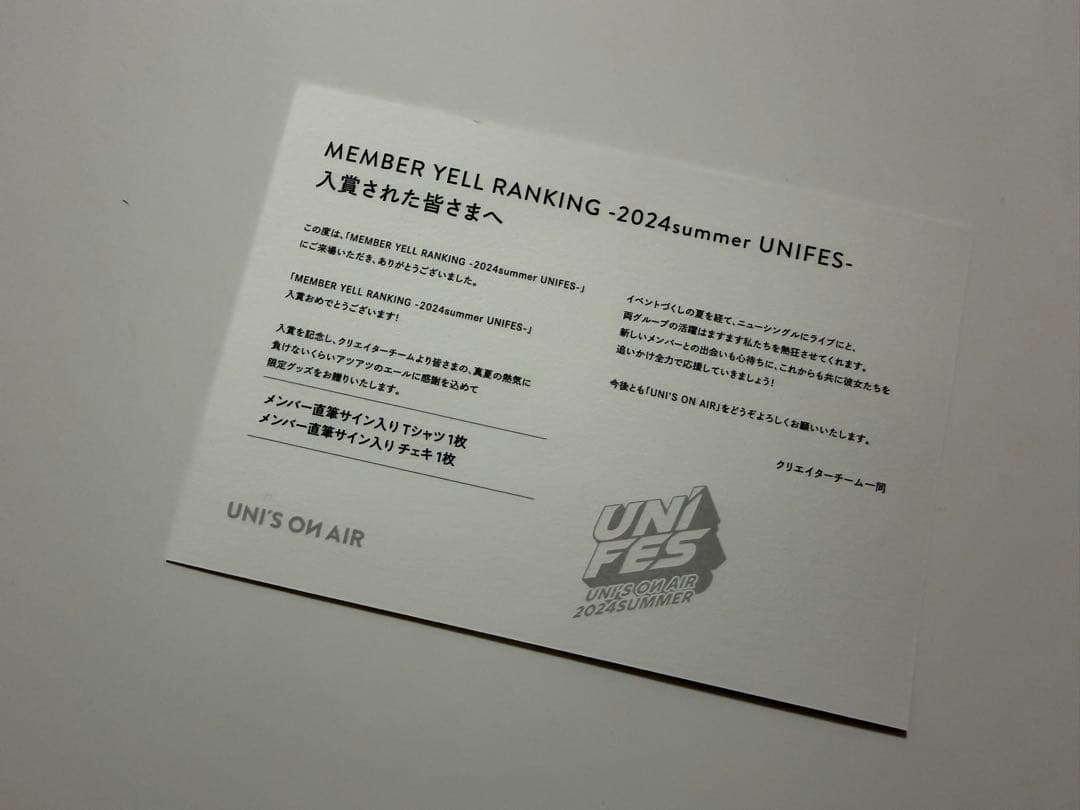 MEMBER YELL RANKING -2024summer UNIFES-
入賞された皆さまへ
この度は、「MEMBER YELL RANKING -2024summer UNIFES-」
にご来場いただき、ありがとうございました。
「MEMBER YELL RANKING -2024summer UNIFES-」
入賞おめでとうございます！
入賞を記念し、クリエイターチームより皆さまの、真夏の熱気に
負けないくらいアツアツのエールに感謝を込めて
限定グッズをお贈りいたします。
メンバー直筆サイン入りTシャツ 1枚
メンバー直筆サイン入り チェキ 1枚
イベントづくしの夏を経て、ニューシングルにライブにと、
両グループの活躍はますます私たちを熱狂させてくれます。
新しいメンバーとの出会いも心待ちに、これからも共に彼女たちを
追いかけ全力で応援していきましょう！
今後とも「UNI'S ON AIR」をどうぞよろしくお願いいたします。
クリエイターチーム一同
UNI'S ON AIR
UNI
FES
UNI'S ON AIR
2024SUMMER